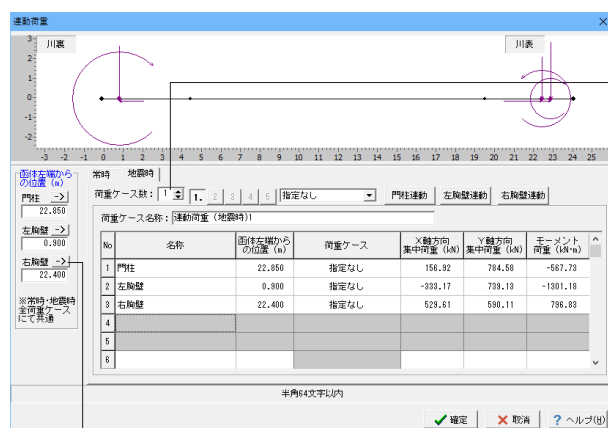 連動荷重 ×
川裏 川表
3
2
1
0
-1
-2
-3 -2 -1 0 1 2 3 4 5 6 7 8 9 10 11 12 13 14 15 16 17 18 19 20 21 22 23 24 25
函体左端から
の位置 (m)
門柱 ->
22.850
左胸壁 ->
0.900
右胸壁 ->
22.400
※常時・地震時
全荷重ケース
にて共通
常時 地震時
荷重ケース数: 1 1. 2 3 4 5 指定なし 門柱連動 左胸壁連動 右胸壁連動
荷重ケース名称: 連動荷重 (地震時)1
No 名称 函体左端からの位置 (m) 荷重ケース X軸方向集中荷重 (kN) Y軸方向集中荷重 (kN) モーメント荷重 (kN・m)
1 門柱 22.850 指定なし 156.92 784.58 -567.73
2 左胸壁 0.900 指定なし -333.17 739.13 -1301.18
3 右胸壁 22.400 指定なし 529.61 590.11 796.83
4
5
6
半角64文字以内
確定 取消 ? ヘルプ(H)